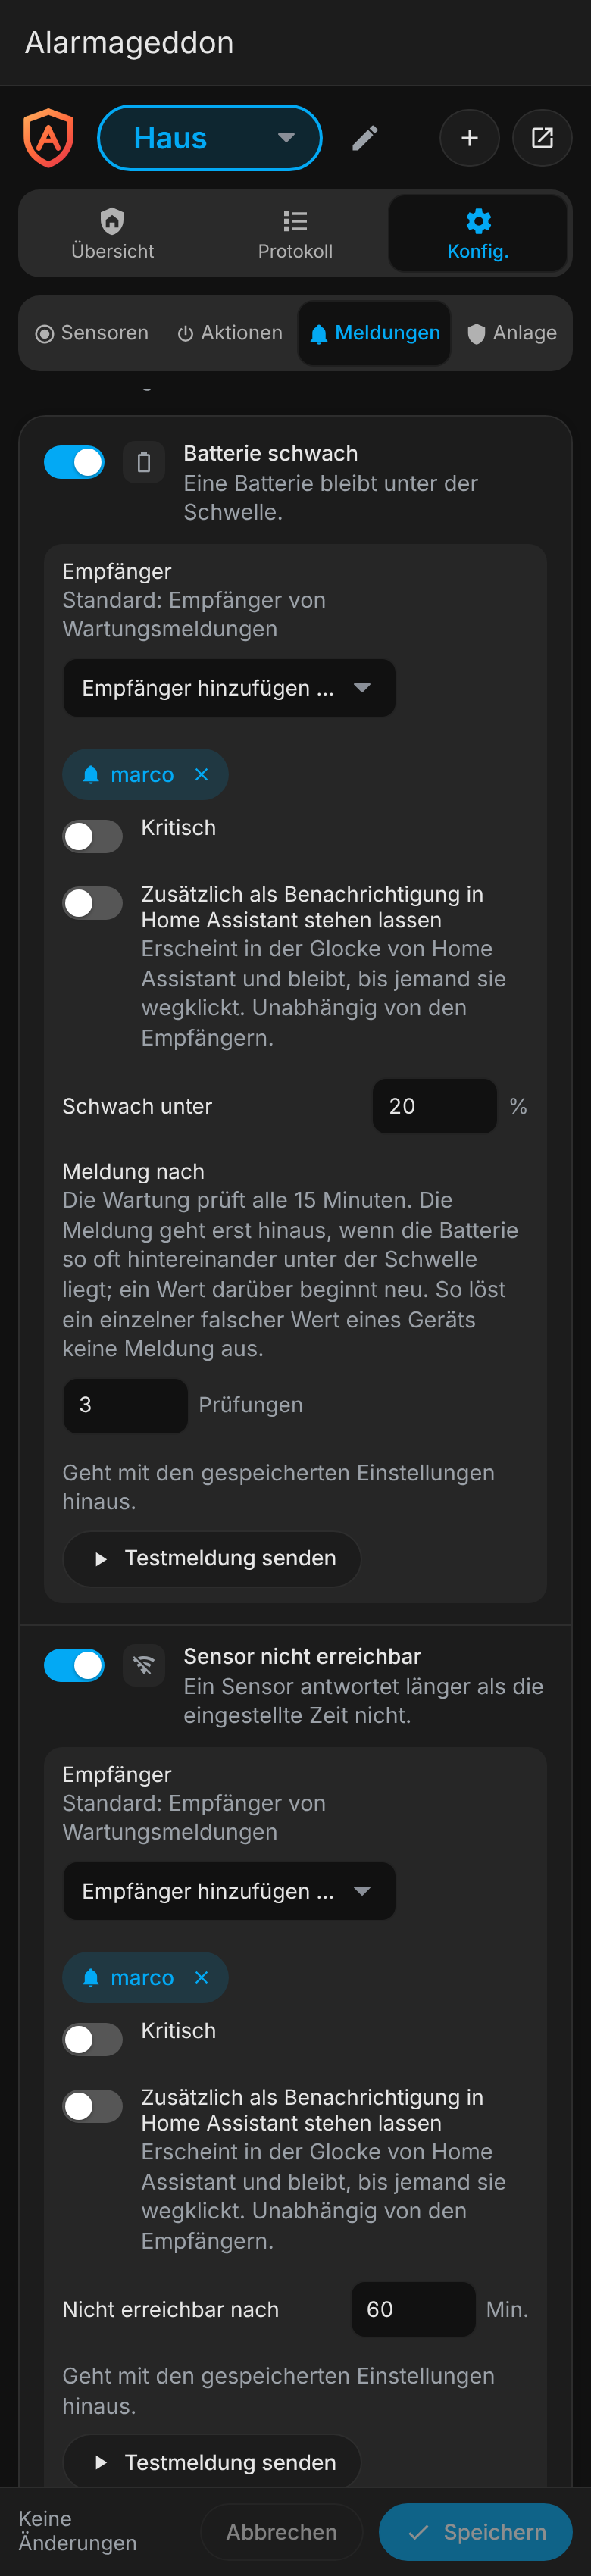 Alarmageddon
Haus
Übersicht
Protokoll
Konfig.
Sensoren
Aktionen
Meldungen
Anlage
Batterie schwach
Eine Batterie bleibt unter der
Schwelle.
Empfänger
Standard: Empfänger von
Wartungsmeldungen
Empfänger hinzufügen ...
marco
Kritisch
Zusätzlich als Benachrichtigung in
Home Assistant stehen lassen
Erscheint in der Glocke von Home
Assistant und bleibt, bis jemand sie
wegklickt. Unabhängig von den
Empfängern.
Schwach unter
20 %
Meldung nach
Die Wartung prüft alle 15 Minuten. Die
Meldung geht erst hinaus, wenn die Batterie
so oft hintereinander unter der Schwelle
liegt; ein Wert darüber beginnt neu. So löst
ein einzelner falscher Wert eines Geräts
keine Meldung aus.
3 Prüfungen
Geht mit den gespeicherten Einstellungen
hinaus.
Testmeldung senden
Sensor nicht erreichbar
Ein Sensor antwortet länger als die
eingestellte Zeit nicht.
Empfänger
Standard: Empfänger von
Wartungsmeldungen
Empfänger hinzufügen ...
marco
Kritisch
Zusätzlich als Benachrichtigung in
Home Assistant stehen lassen
Erscheint in der Glocke von Home
Assistant und bleibt, bis jemand sie
wegklickt. Unabhängig von den
Empfängern.
Nicht erreichbar nach
60 Min.
Geht mit den gespeicherten Einstellungen
hinaus.
Testmeldung senden
Keine
Änderungen
Abbrechen
Speichern